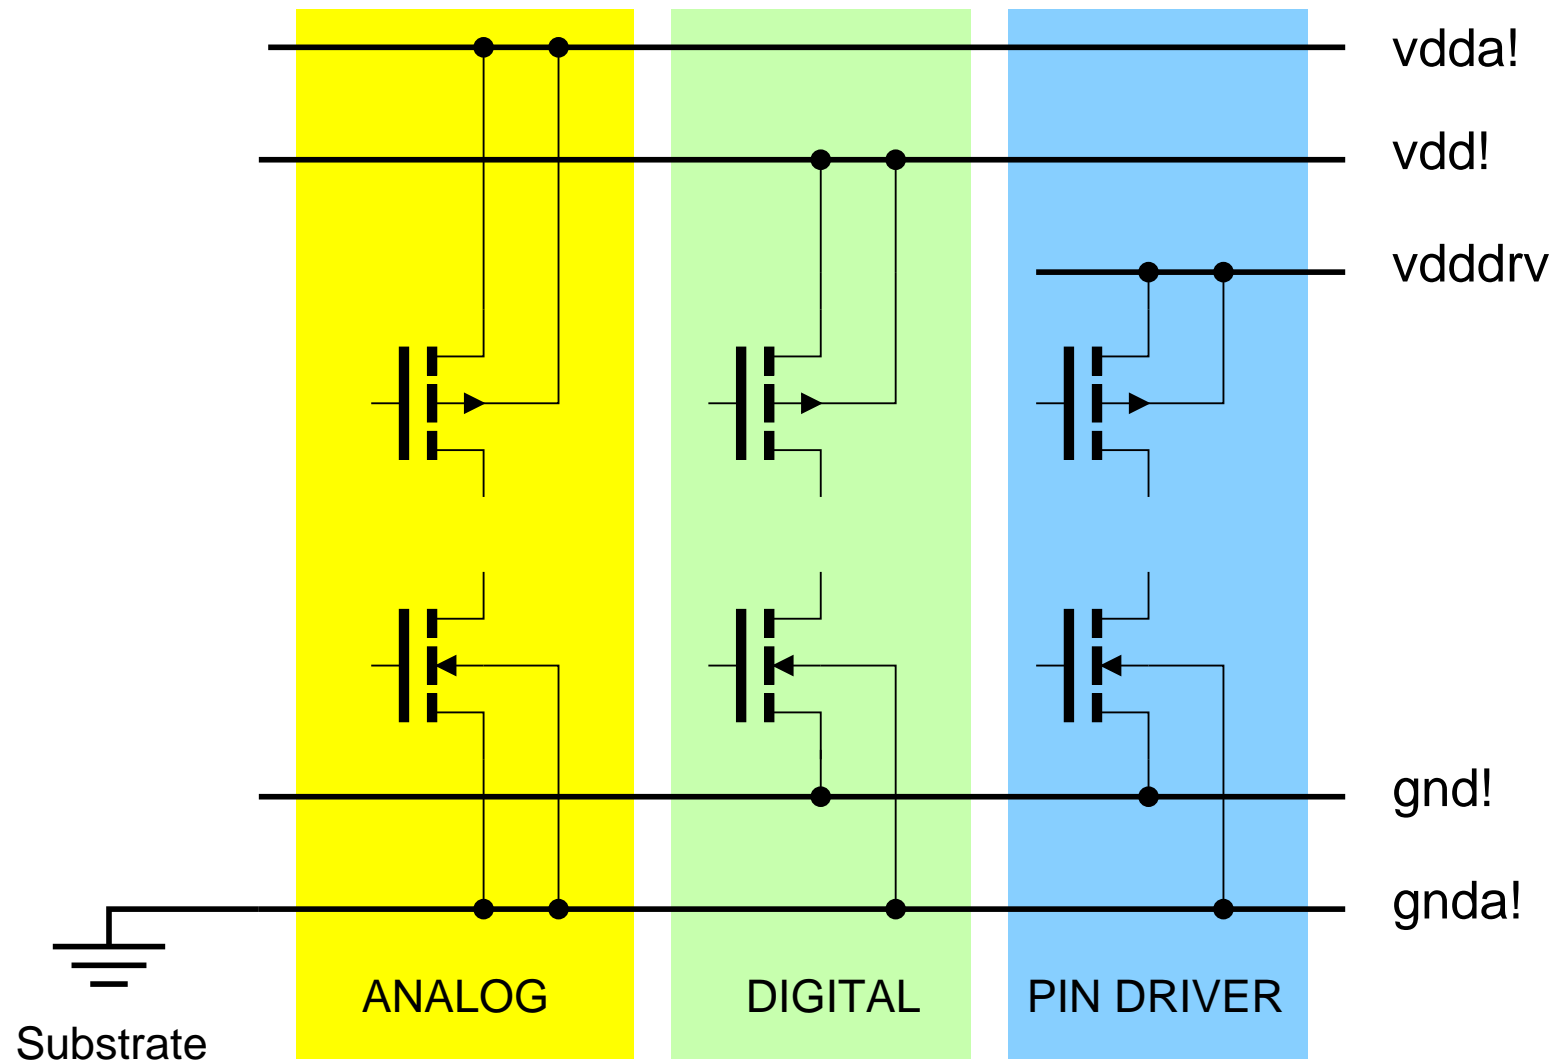 vdda!
vdd!
vdddrv
gnd!
gnda!
ANALOG
DIGITAL
PIN DRIVER
Substrate